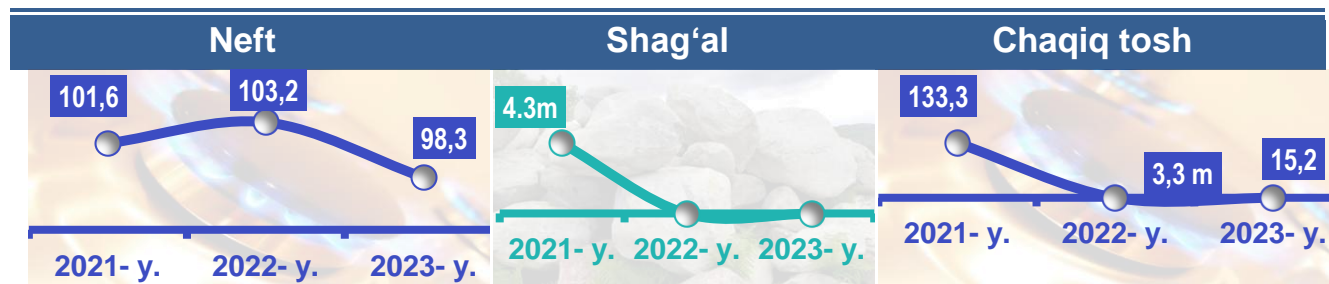 Neft
101,6
103,2
98,3
2021- y. 2022- y. 2023- y.
Shag‘al
4.3m
2021- y. 2022- y. 2023- y.
Chaqiq tosh
133,3
3,3 m
15,2
2021- y. 2022- y. 2023- y.